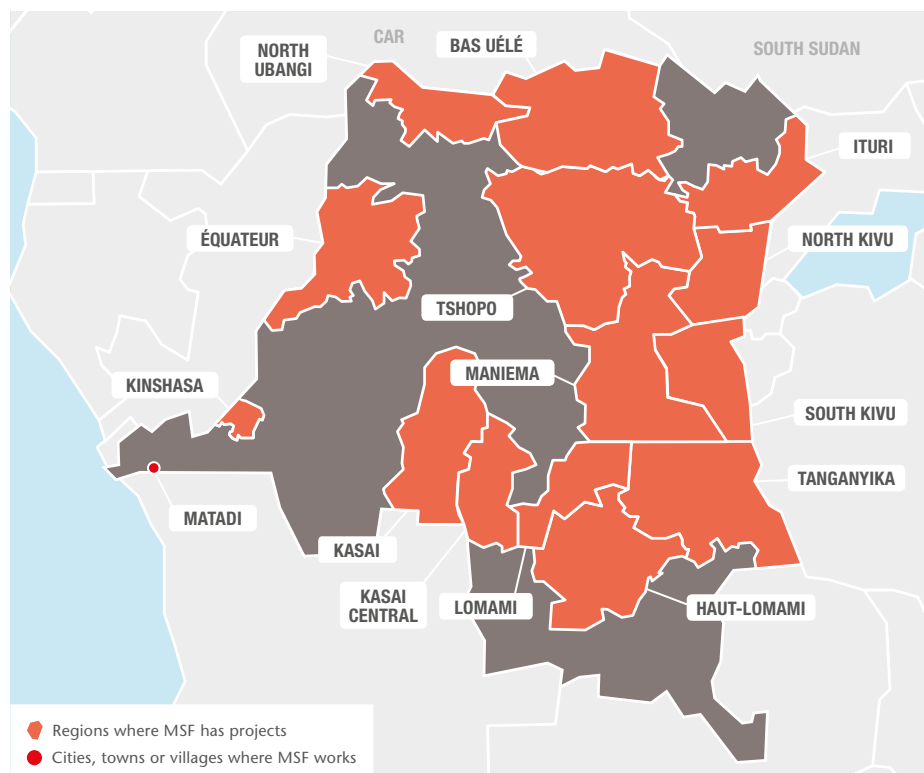 CAR
SOUTH SUDAN
NORTH
UBANGI
BAS UÉLÉ
ITURI
ÉQUATEUR
NORTH KIVU
TSHOPO
MANIEMA
KINSHASA
SOUTH KIVU
TANGANYIKA
MATADI
KASAI
KASAI
CENTRAL
LOMAMI
HAUT-LOMAMI
Regions where MSF has projects
Cities, towns or villages where MSF works